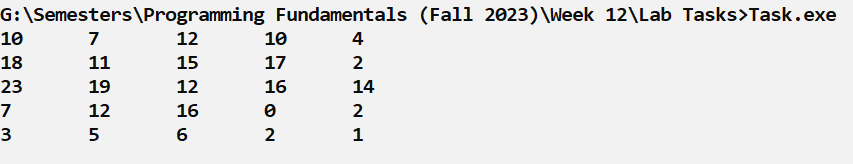 G:\Semesters\Programming Fundamentals (Fall 2023)\Week 12\Lab Tasks>Task.exe
10 7 12 10 4
18 11 15 17 2
23 19 12 16 14
7 12 16 0 2
3 5 6 2 1